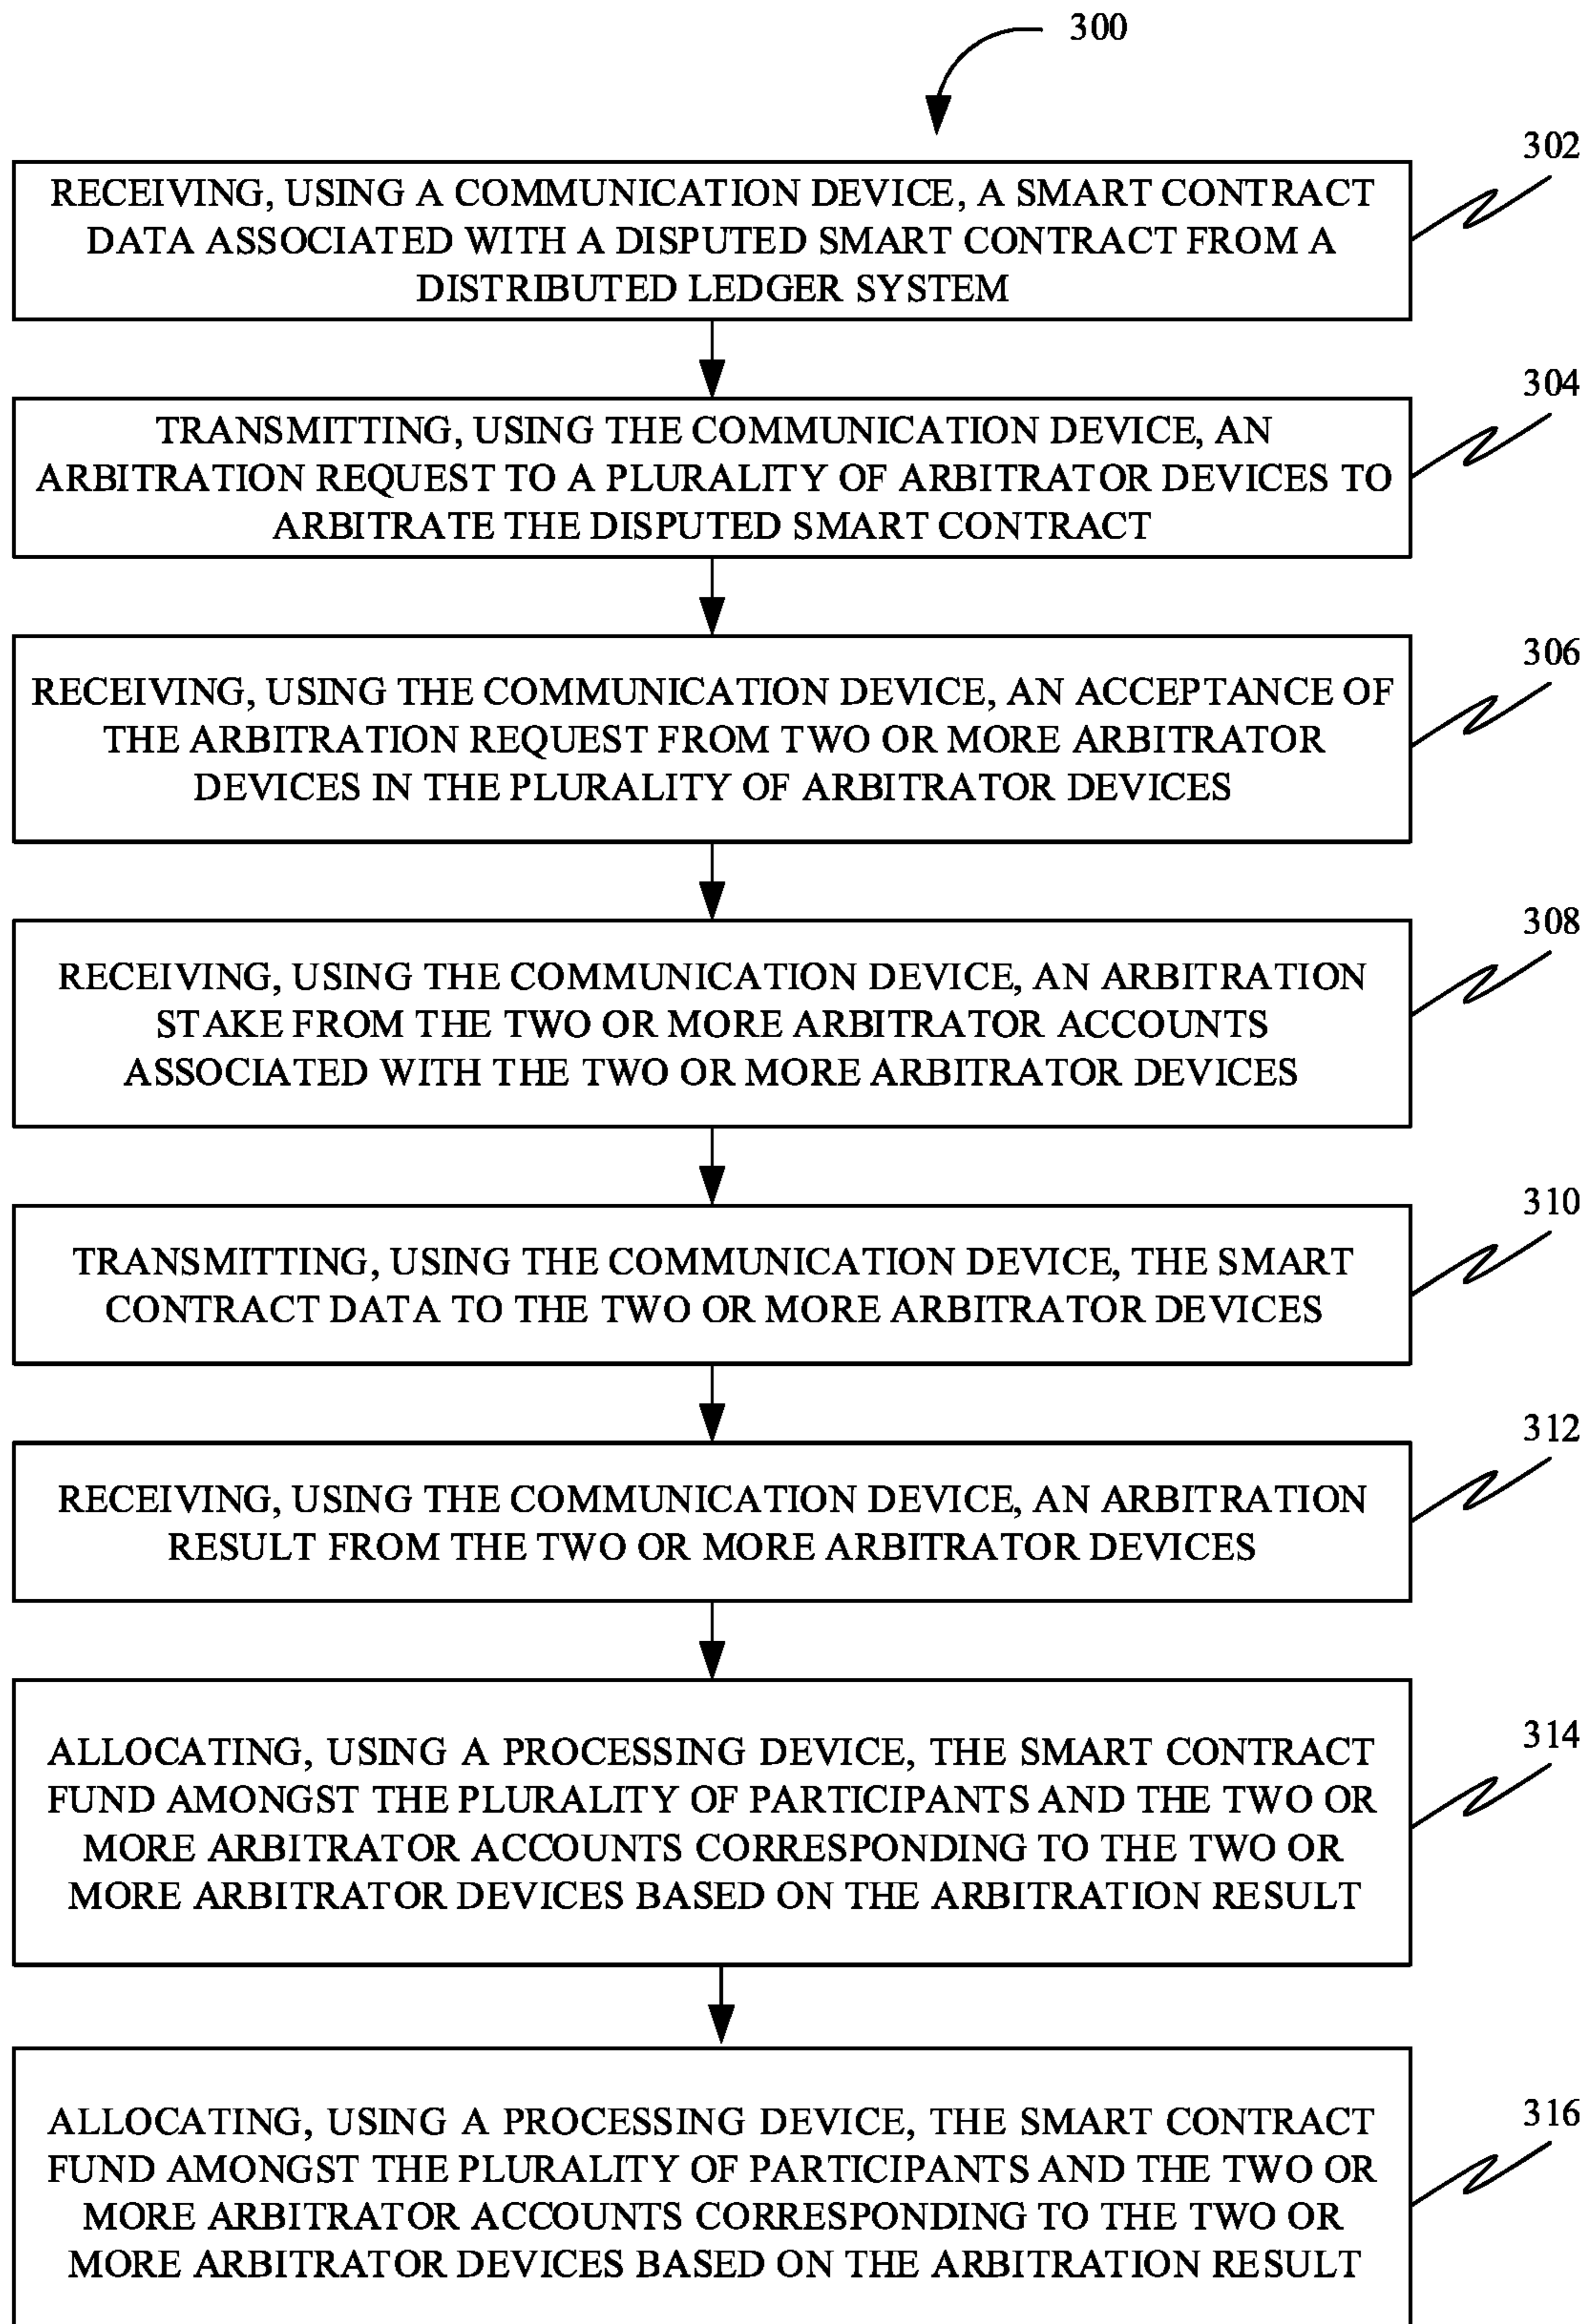 300
302
RECEIVING, USING A COMMUNICATION DEVICE, A SMART CONTRACT
DATA ASSOCIATED WITH A DISPUTED SMART CONTRACT FROM A
DISTRIBUTED LEDGER SYSTEM
304
TRANSMITTING, USING THE COMMUNICATION DEVICE, AN
ARBITRATION REQUEST TO A PLURALITY OF ARBITRATOR DEVICES TO
ARBITRATE THE DISPUTED SMART CONTRACT
306
RECEIVING, USING THE COMMUNICATION DEVICE, AN ACCEPTANCE OF
THE ARBITRATION REQUEST FROM TWO OR MORE ARBITRATOR
DEVICES IN THE PLURALITY OF ARBITRATOR DEVICES
308
RECEIVING, USING THE COMMUNICATION DEVICE, AN ARBITRATION
STAKE FROM THE TWO OR MORE ARBITRATOR ACCOUNTS
ASSOCIATED WITH THE TWO OR MORE ARBITRATOR DEVICES
310
TRANSMITTING, USING THE COMMUNICATION DEVICE, THE SMART
CONTRACT DATA TO THE TWO OR MORE ARBITRATOR DEVICES
312
RECEIVING, USING THE COMMUNICATION DEVICE, AN ARBITRATION
RESULT FROM THE TWO OR MORE ARBITRATOR DEVICES
314
ALLOCATING, USING A PROCESSING DEVICE, THE SMART CONTRACT
FUND AMONGST THE PLURALITY OF PARTICIPANTS AND THE TWO OR
MORE ARBITRATOR ACCOUNTS CORRESPONDING TO THE TWO OR
MORE ARBITRATOR DEVICES BASED ON THE ARBITRATION RESULT
316
ALLOCATING, USING A PROCESSING DEVICE, THE SMART CONTRACT
FUND AMONGST THE PLURALITY OF PARTICIPANTS AND THE TWO OR
MORE ARBITRATOR ACCOUNTS CORRESPONDING TO THE TWO OR
MORE ARBITRATOR DEVICES BASED ON THE ARBITRATION RESULT